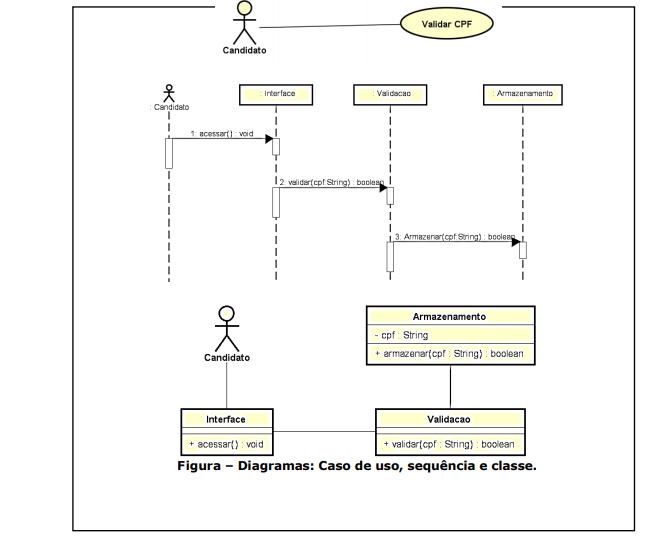 Validar CPF
Candidato
: Interface
: Validacao
: Armazenamento
: Candidato
1: acessar() : void
2: validar(cpf:String) : boolean
3: Armazenar(cpf:String) : boolean
Armazenamento
- cpf : String
+ armazenar(cpf : String) : boolean
Candidato
Interface
+ acessar() : void
Validacao
+ validar(cpf : String) : boolean
Figura – Diagramas: Caso de uso, sequência e classe.